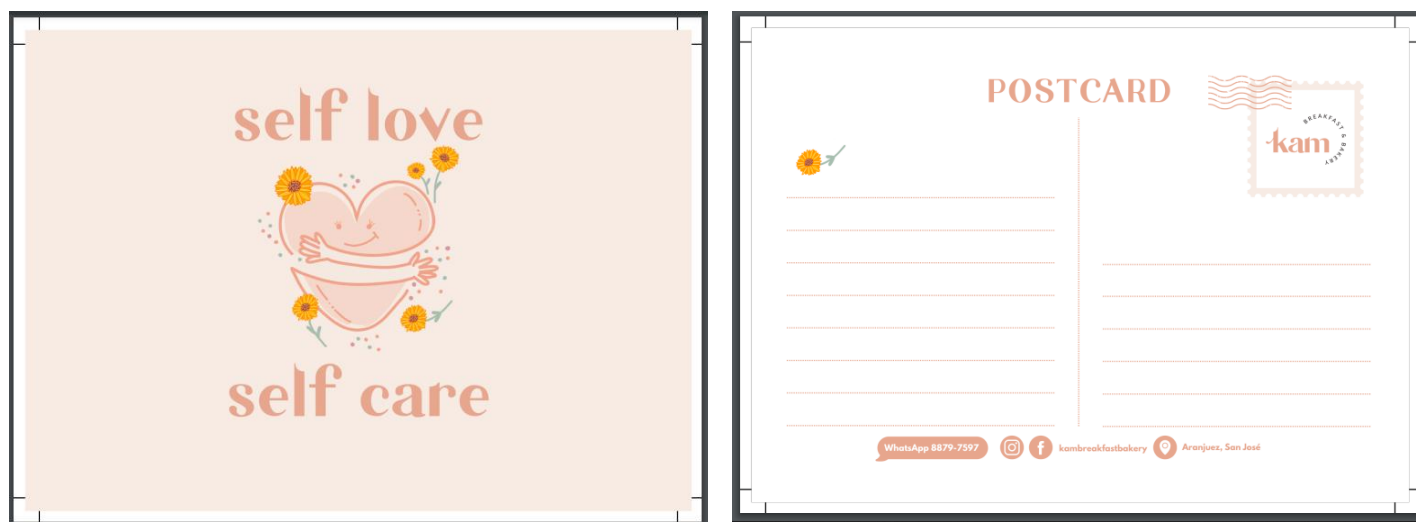 self love
self care
POSTCARD
BREAKFAST & BAKERY
kam
WhatsApp 8879-7597
kambreakfastbakery
Aranjuez, San José